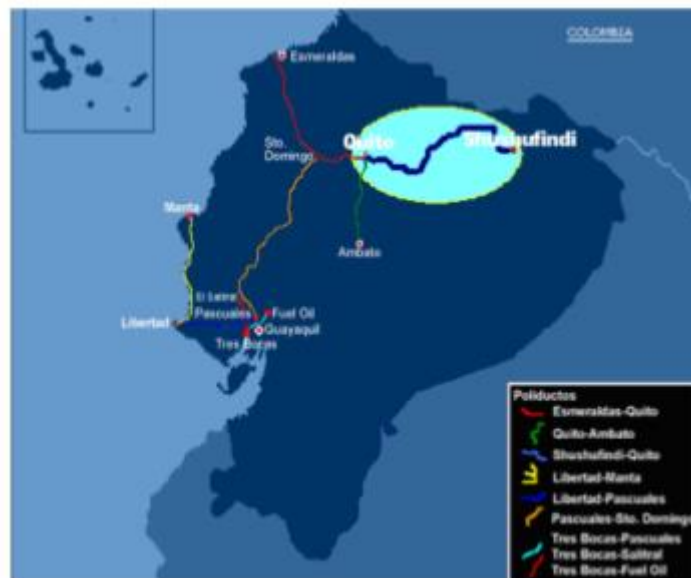 COLOMBIA
Esmeraldas
Sto.
Domingo
Quito
Shushufindi
Manta
Ambato
Pascuales
Fuel Oil
Libertad
Guayaquil
Tres Bocas
Poliductos
Esmeraldas-Quito
Quito-Ambato
Shushufindi-Quito
Libertad-Manta
Libertad-Pascuales
Pascuales-Sto. Domingo
Tres Bocas-Pascuales
Tres Bocas-Salitral
Tres Bocas-Fuel Oil